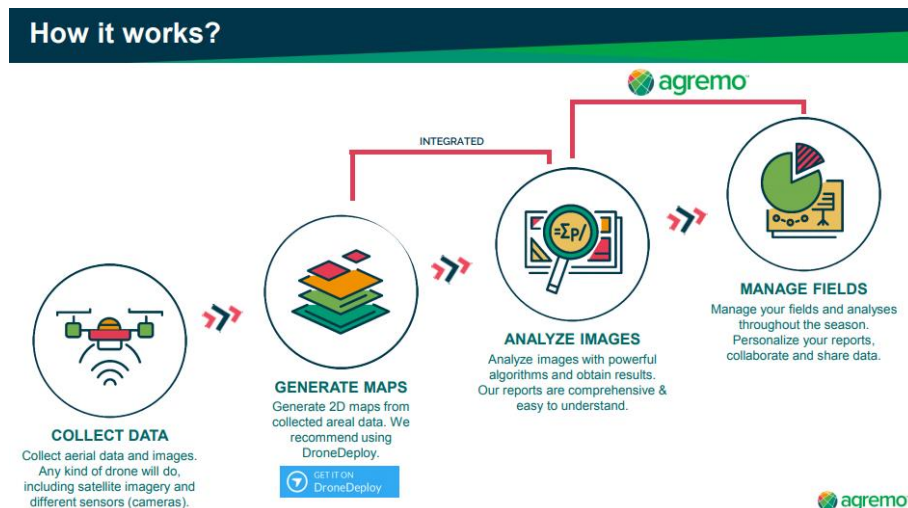 How it works?
agremo
INTEGRATED
=Σp/
COLLECT DATA
Collect aerial data and images.
Any kind of drone will do,
including satellite imagery and
different sensors (cameras).
GENERATE MAPS
Generate 2D maps from
collected areal data. We
recommend using
DroneDeploy.
GET IT ON
DroneDeploy
ANALYZE IMAGES
Analyze images with powerful
algorithms and obtain results.
Our reports are comprehensive &
easy to understand.
MANAGE FIELDS
Manage your fields and analyses
throughout the season.
Personalize your reports,
collaborate and share data.
agremo